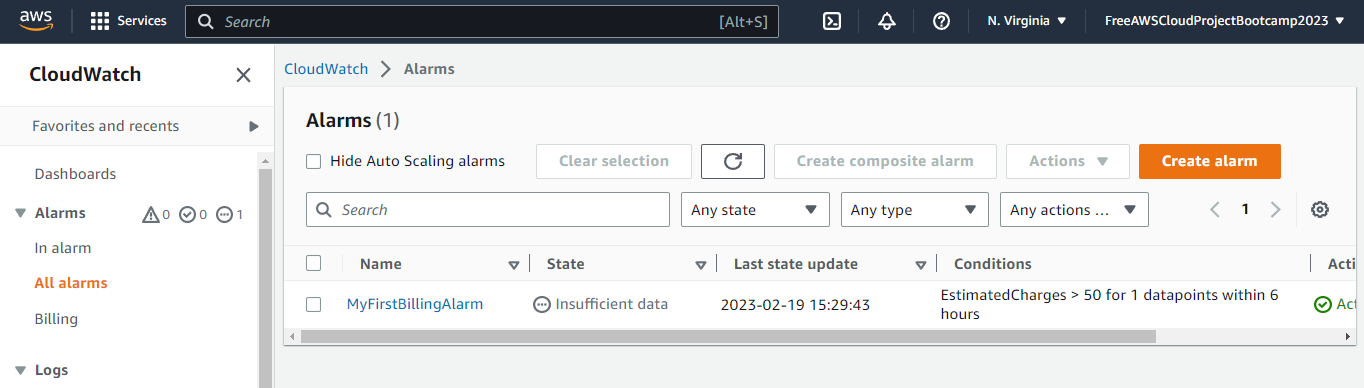 aws
Services
Search
[Alt+S]
N. Virginia
FreeAWSCloudProjectBootcamp2023
CloudWatch
Favorites and recents
Dashboards
Alarms
0
0
1
In alarm
All alarms
Billing
Logs
CloudWatch
Alarms
Alarms (1)
Hide Auto Scaling alarms
Clear selection
Create composite alarm
Actions
Create alarm
Search
Any state
Any type
Any actions ...
1
Name
State
Last state update
Conditions
Acti
MyFirstBillingAlarm
Insufficient data
2023-02-19 15:29:43
EstimatedCharges > 50 for 1 datapoints within 6
hours
Act